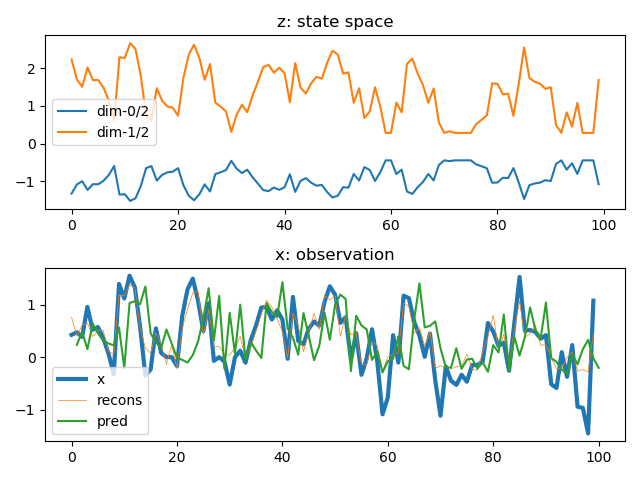 z: state space
2
1
0
−1
dim-0/2
dim-1/2
0 20 40 60 80 100
x: observation
1
0
−1
x
recons
pred
0 20 40 60 80 100